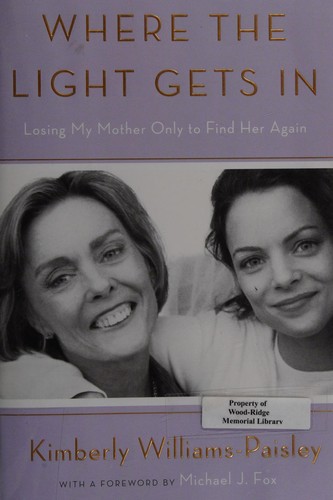 WHERE THE
LIGHT GETS IN
Losing My Mother Only to Find Her Again
Property of
Wood-Ridge
Memorial Library
Kimberly Williams-Paisley
WITH A FOREWORD BY Michael J. Fox